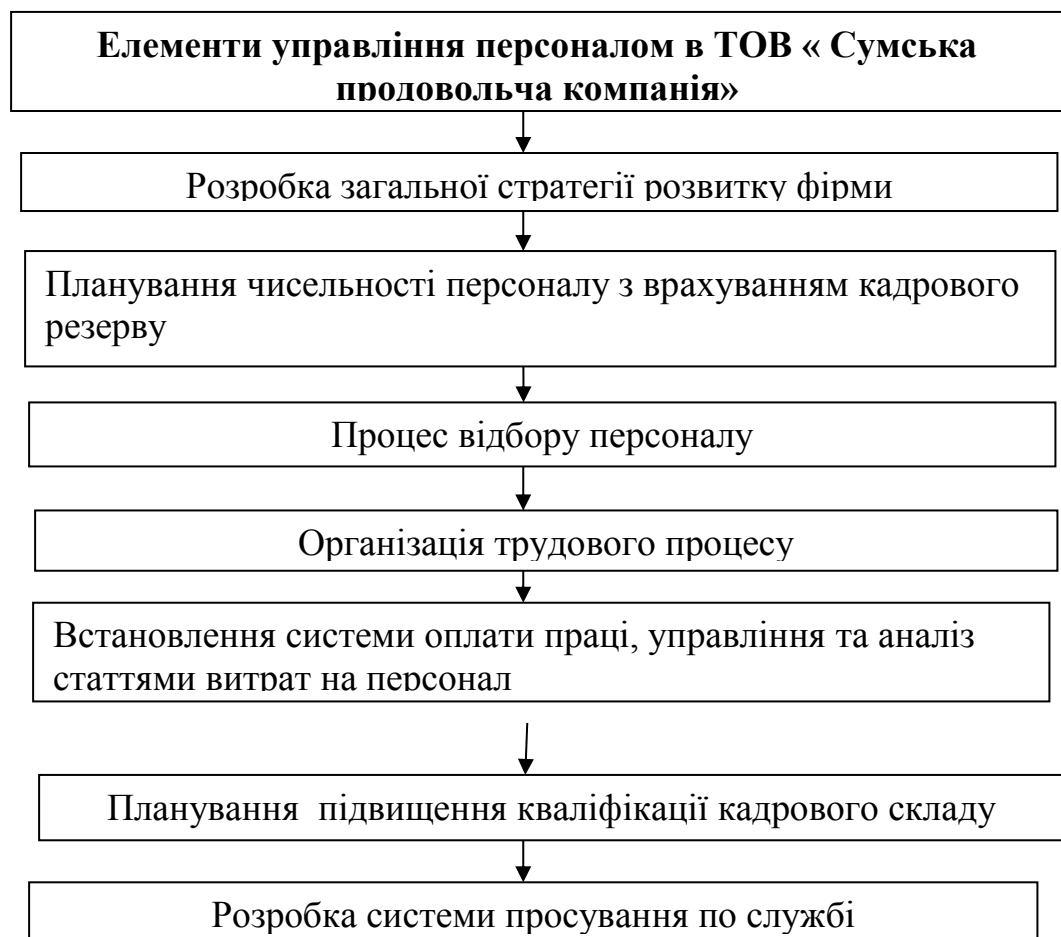 Елементи управління персоналом в ТОВ « Сумська
продовольча компанія»
Розробка загальної стратегії розвитку фірми
Планування чисельності персоналу з врахуванням кадрового
резерву
Процес відбору персоналу
Організація трудового процесу
Встановлення системи оплати праці, управління та аналіз
статтями витрат на персонал
Планування підвищення кваліфікації кадрового складу
Розробка системи просування по службі